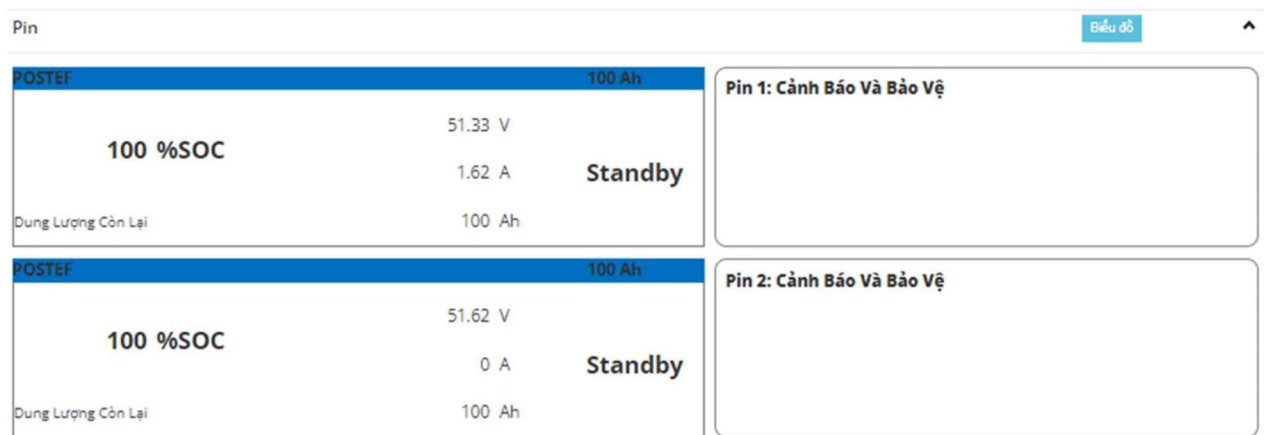 Pin
Biểu đồ
POSTEF 100 Ah
51.33 V
100 %SOC
1.62 A Standby
Dung Lượng Còn Lại 100 Ah
Pin 1: Cảnh Báo Và Bảo Vệ
POSTEF 100 Ah
51.62 V
100 %SOC
0 A Standby
Dung Lượng Còn Lại 100 Ah
Pin 2: Cảnh Báo Và Bảo Vệ